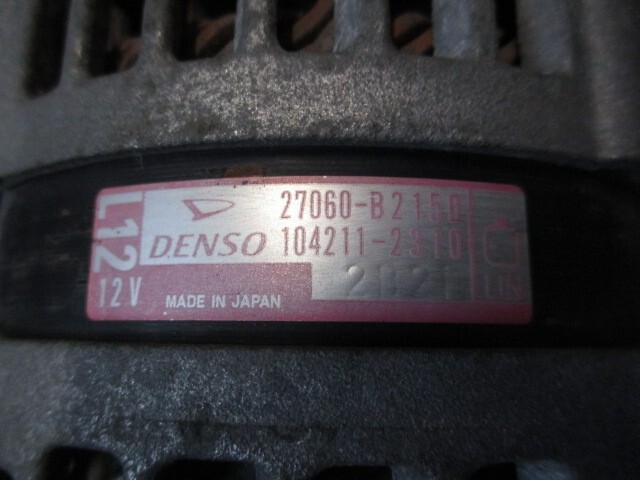 L12
27060-B2150
DENSO 104211-2310
12V
MADE IN JAPAN